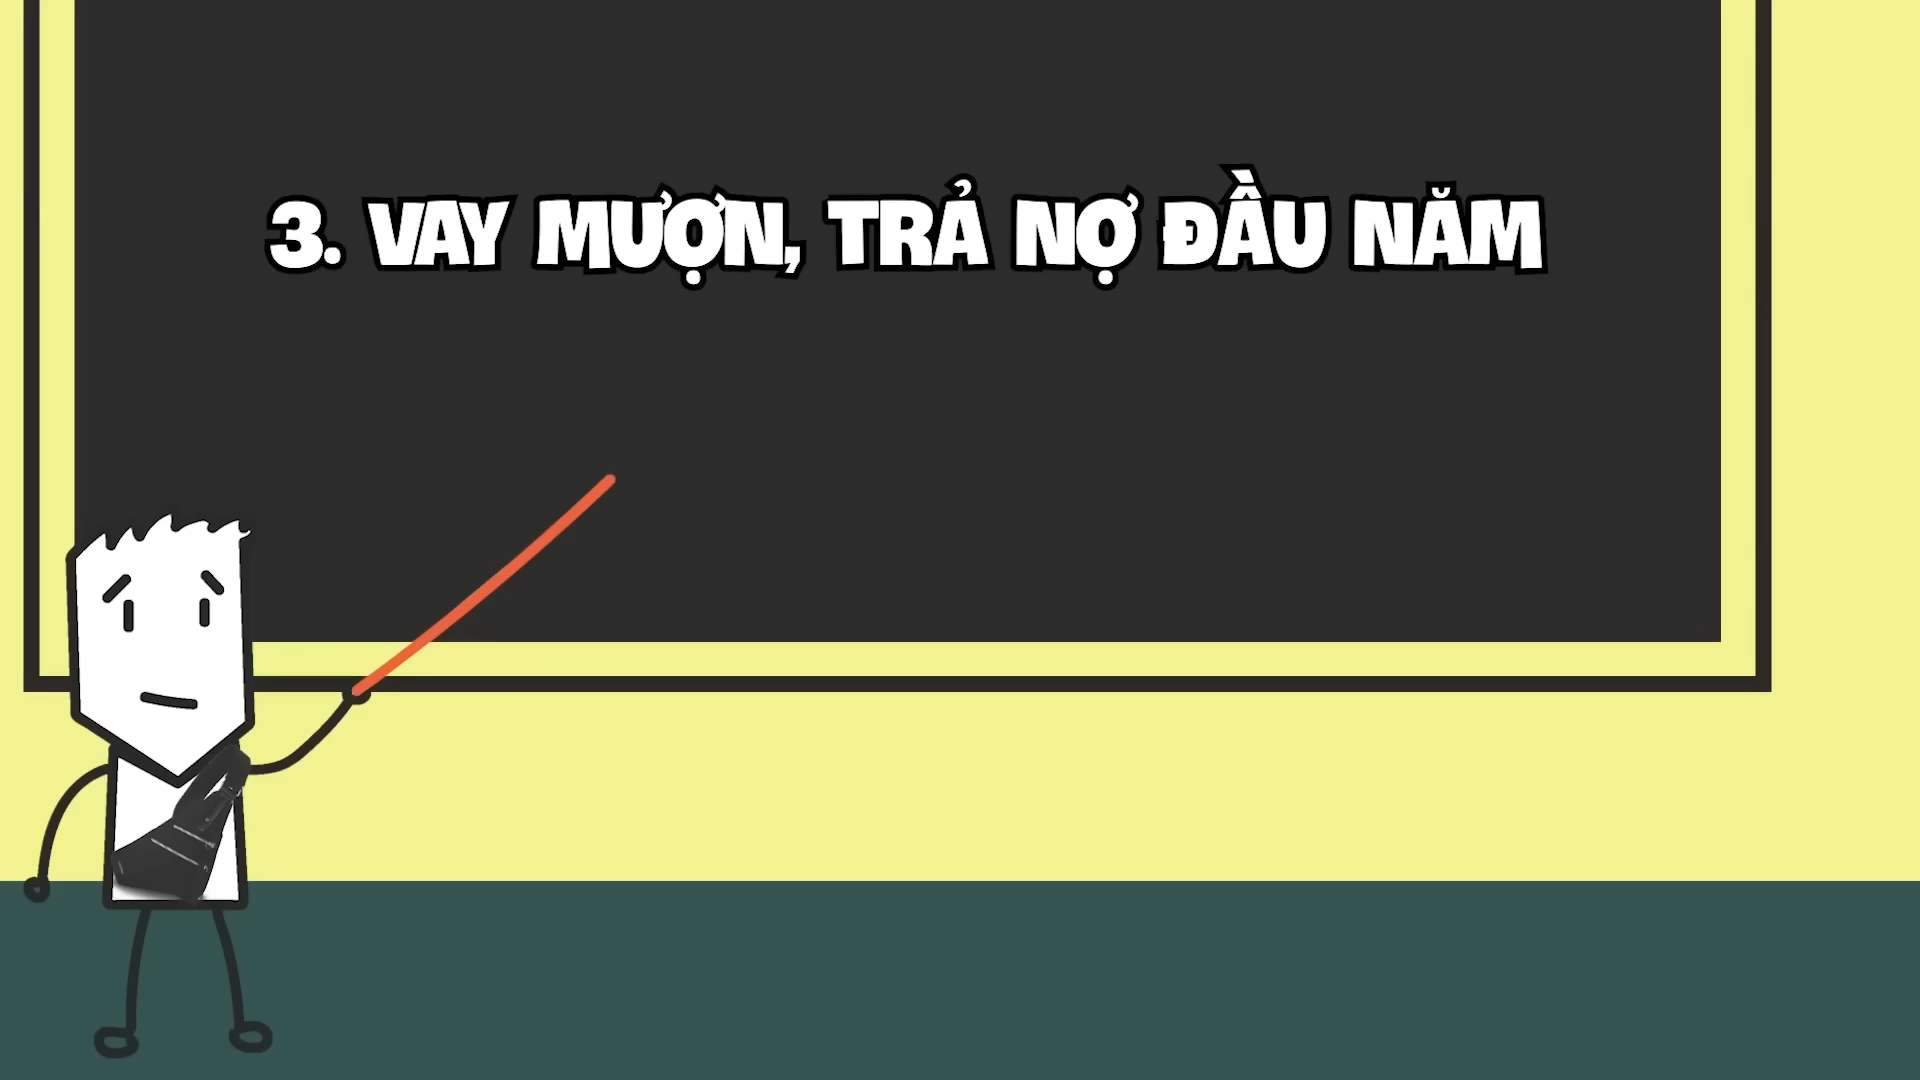 3. VAY MƯỢN, TRẢ NỢ ĐẦU NĂM